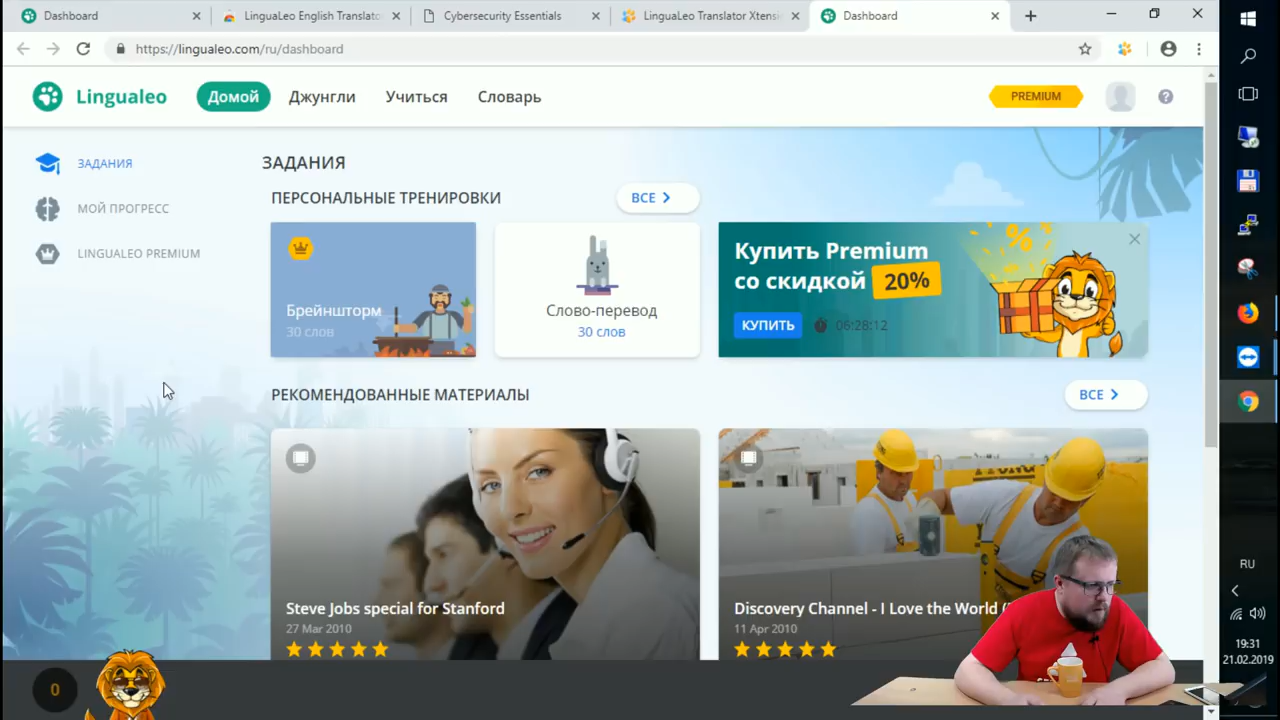 Dashboard
LinguaLeo English Translato
Cybersecurity Essentials
LinguaLeo Translator Xtensi
Dashboard
https://lingualeo.com/ru/dashboard
Lingualeo
Домой
Джунгли
Учиться
Словарь
PREMIUM
?
ЗАДАНИЯ
МОЙ ПРОГРЕСС
LINGUALEO PREMIUM
ЗАДАНИЯ
ПЕРСОНАЛЬНЫЕ ТРЕНИРОВКИ
ВСЕ
Брейншторм
30 слов
Слово-перевод
30 слов
Купить Premium
со скидкой 20%
КУПИТЬ
06:28:12
%
РЕКОМЕНДОВАННЫЕ МАТЕРИАЛЫ
ВСЕ
Steve Jobs special for Stanford
27 Mar 2010
Discovery Channel - I Love the World (
11 Apr 2010
0
RU
19:31
21.02.2019